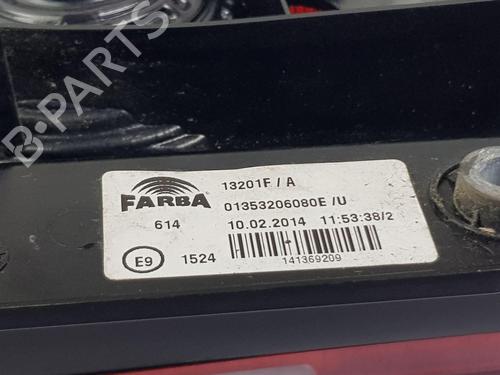 B-PARTS
FARBA
13201F / A
01353206080E /U
614
10.02.2014 11:53:38/2
E9
1524
141369209